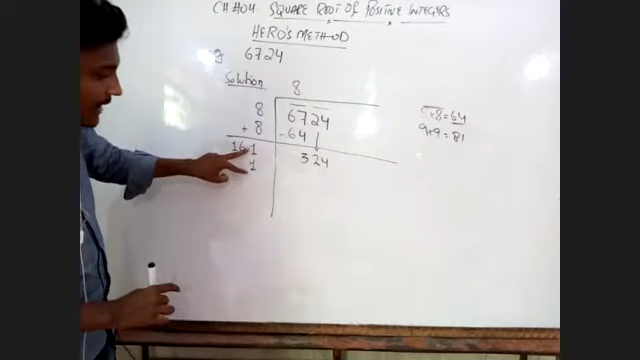 CH#04 SQUARE ROOT OF POSITIVE INTEGERS
HERO'S METHOD
6724
Solution
8
8 6724
+ 8 -64
161 324
1
8×8=64
9×9=81